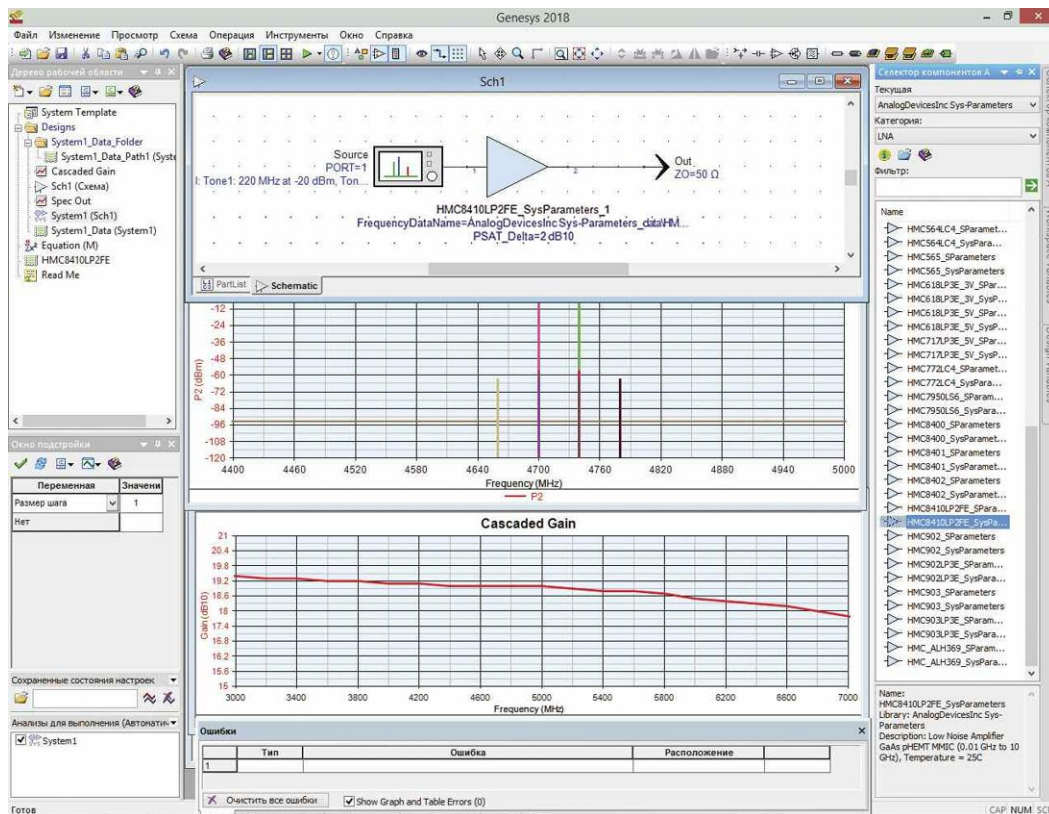 Genesys 2018
Файл Изменение Просмотр Схема Операция Инструменты Окно Справка
Дерево рабочей области
System Template
Designs
System1_Data_Folder
System1_Data_Path1 (Syste
Cascaded Gain
Sch1 (Схема)
Spec Out
System1 (Sch1)
System1_Data (System1)
Equation (M)
HMC8410LP2FE
Read Me
Окно подстройки
Переменная Значени
Размер шага 1
Нет
Сохраненные состояния настроек
Анализы для выполнения (Автоматич
System1
Готов
Sch1
Source
PORT=1
I: Tone1: 220 MHz at -20 dBm, Ton...
1
2
Out_
ZO=50 Ω
HMC8410LP2FE_SysParameters_1
FrequencyDataName=AnalogDevicesInc Sys-Parameters_data\HM...
PSAT_Delta=2 dB10
PartList Schematic
P2 (dBm)
-12
-24
-36
-48
-60
-72
-84
-96
-108
-120
4400 4460 4520 4580 4640 4700 4760 4820 4880 4940 5000
Frequency (MHz)
P2
Cascaded Gain
Gain (dB10)
21
20.4
19.8
19.2
18.6
18
17.4
16.8
16.2
15.6
15
3000 3400 3800 4200 4600 5000 5400 5800 6200 6600 7000
Frequency (MHz)
Ошибки
Тип Ошибка Расположение
1
Очистить все ошибки Show Graph and Table Errors (0)
Селектор компонентов A
Текущая
AnalogDevicesInc Sys-Parameters
Категория:
LNA
Фильтр:
Name
HMC564LC4_SParamet...
HMC564LC4_SysPara...
HMC565_SParameters
HMC565_SysParameters
HMC618LP3E_3V_SPar...
HMC618LP3E_3V_SysP...
HMC618LP3E_5V_SPar...
HMC618LP3E_5V_SysP...
HMC717LP3E_5V_SPar...
HMC717LP3E_5V_SysP...
HMC772LC4_SParamet...
HMC772LC4_SysPara...
HMC7950LS6_SParam...
HMC7950LS6_SysPara...
HMC8400_SParameters
HMC8400_SysParamet...
HMC8401_SParameters
HMC8401_SysParamet...
HMC8402_SParameters
HMC8402_SysParamet...
HMC8410LP2FE_SPara...
HMC8410LP2FE_SysPa...
HMC902_SParameters
HMC902_SysParameters
HMC902LP3E_SParam...
HMC902LP3E_SysPara...
HMC903_SParameters
HMC903_SysParameters
HMC903LP3E_SParam...
HMC903LP3E_SysPara...
HMC_ALH369_SParam...
HMC_ALH369_SysPara...
Name:
HMC8410LP2FE_SysParameters
Library: AnalogDevicesInc Sys-
Parameters
Description: Low Noise Amplifier
GaAs pHEMT MMIC (0.01 GHz to 10
GHz), Temperature = 25C
CAP NUM SC